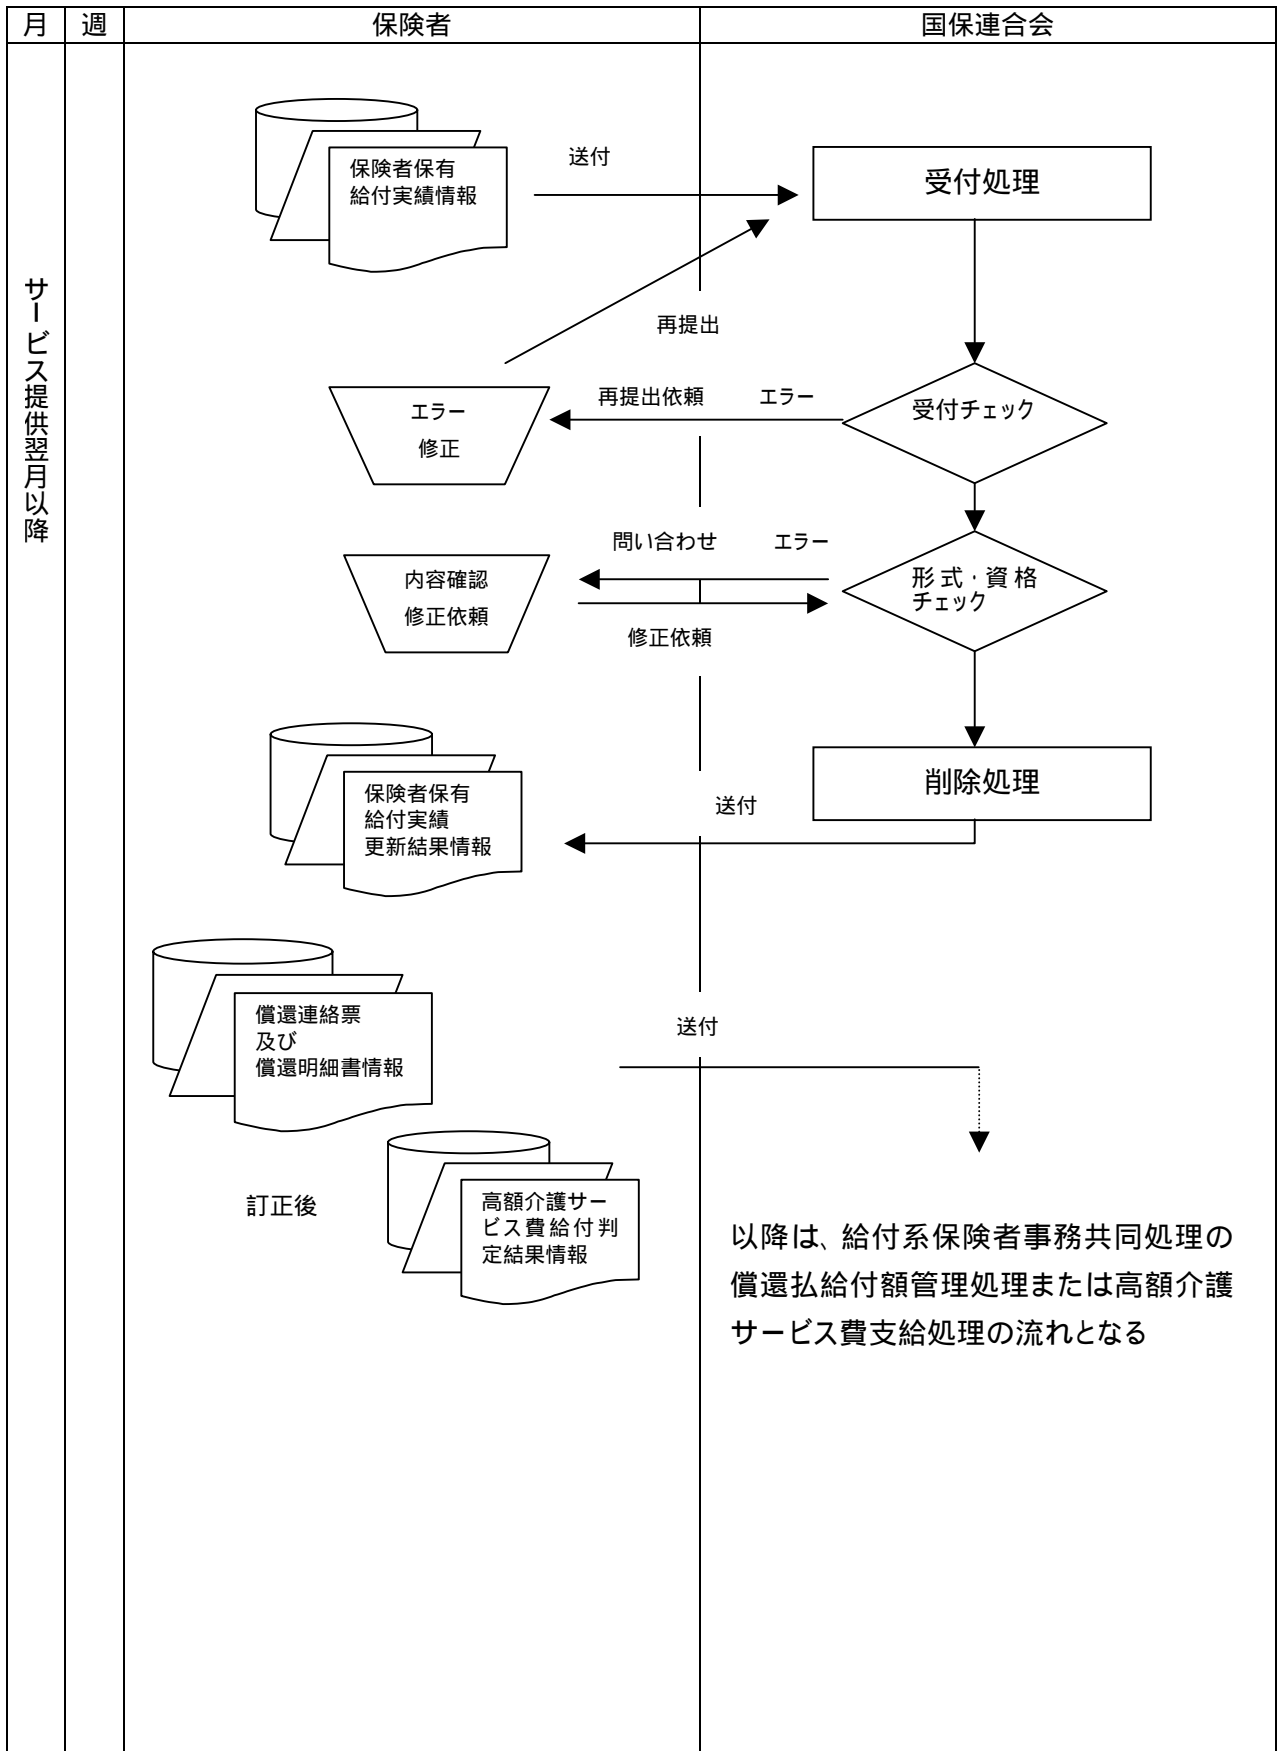 月
週
保険者
国保連合会
サービス提供翌月以降
保険者保有
給付実績情報
送付
受付処理
再提出
エラー
修正
再提出依頼
エラー
受付チェック
問い合わせ
エラー
内容確認
修正依頼
形式・資格
チェック
修正依頼
保険者保有
給付実績
更新結果情報
送付
削除処理
償還連絡票
及び
償還明細書情報
送付
訂正後
高額介護サー
ビス費給付判
定結果情報
以降は、給付系保険者事務共同処理の
償還払給付額管理処理または高額介護
サービス費支給処理の流れとなる